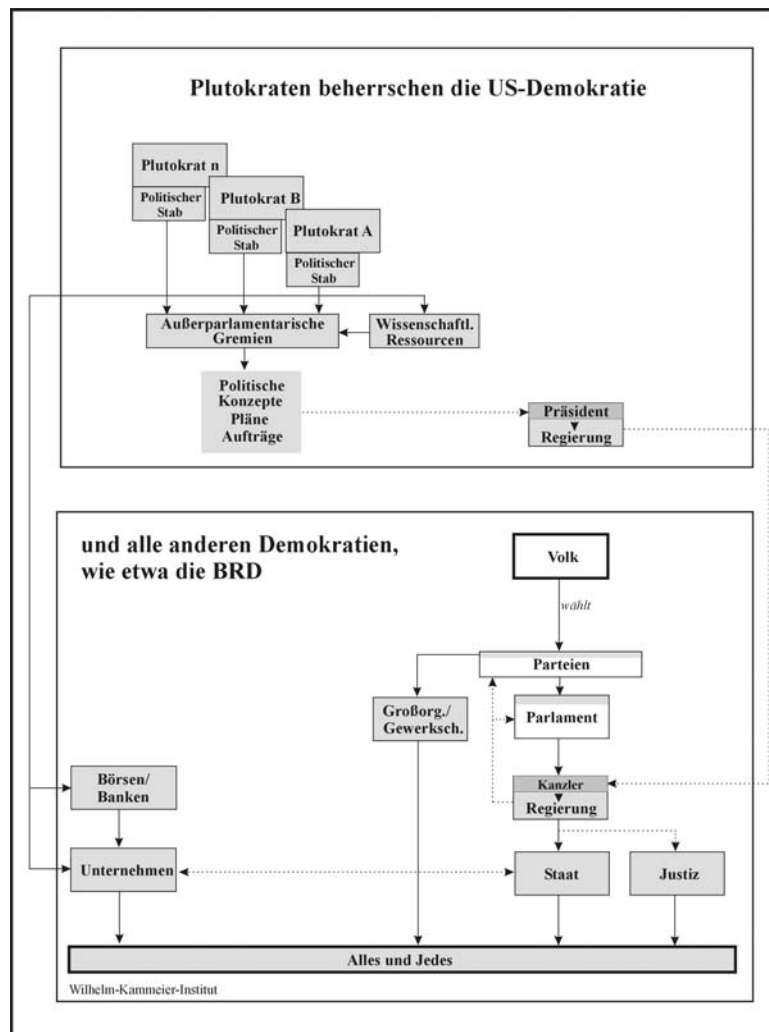 Plutokraten beherrschen die US-Demokratie
Plutokrat n
Politischer
Stab
Plutokrat B
Politischer
Stab
Plutokrat A
Politischer
Stab
Außerparlamentarische
Gremien
Wissenschaftl.
Ressourcen
Politische
Konzepte
Pläne
Aufträge
Präsident
Regierung
und alle anderen Demokratien,
wie etwa die BRD
Volk
wählt
Parteien
Großorg./
Gewerksch.
Parlament
Börsen/
Banken
Kanzler
Regierung
Unternehmen
Staat
Justiz
Alles und Jedes
Wilhelm-Kammeier-Institut